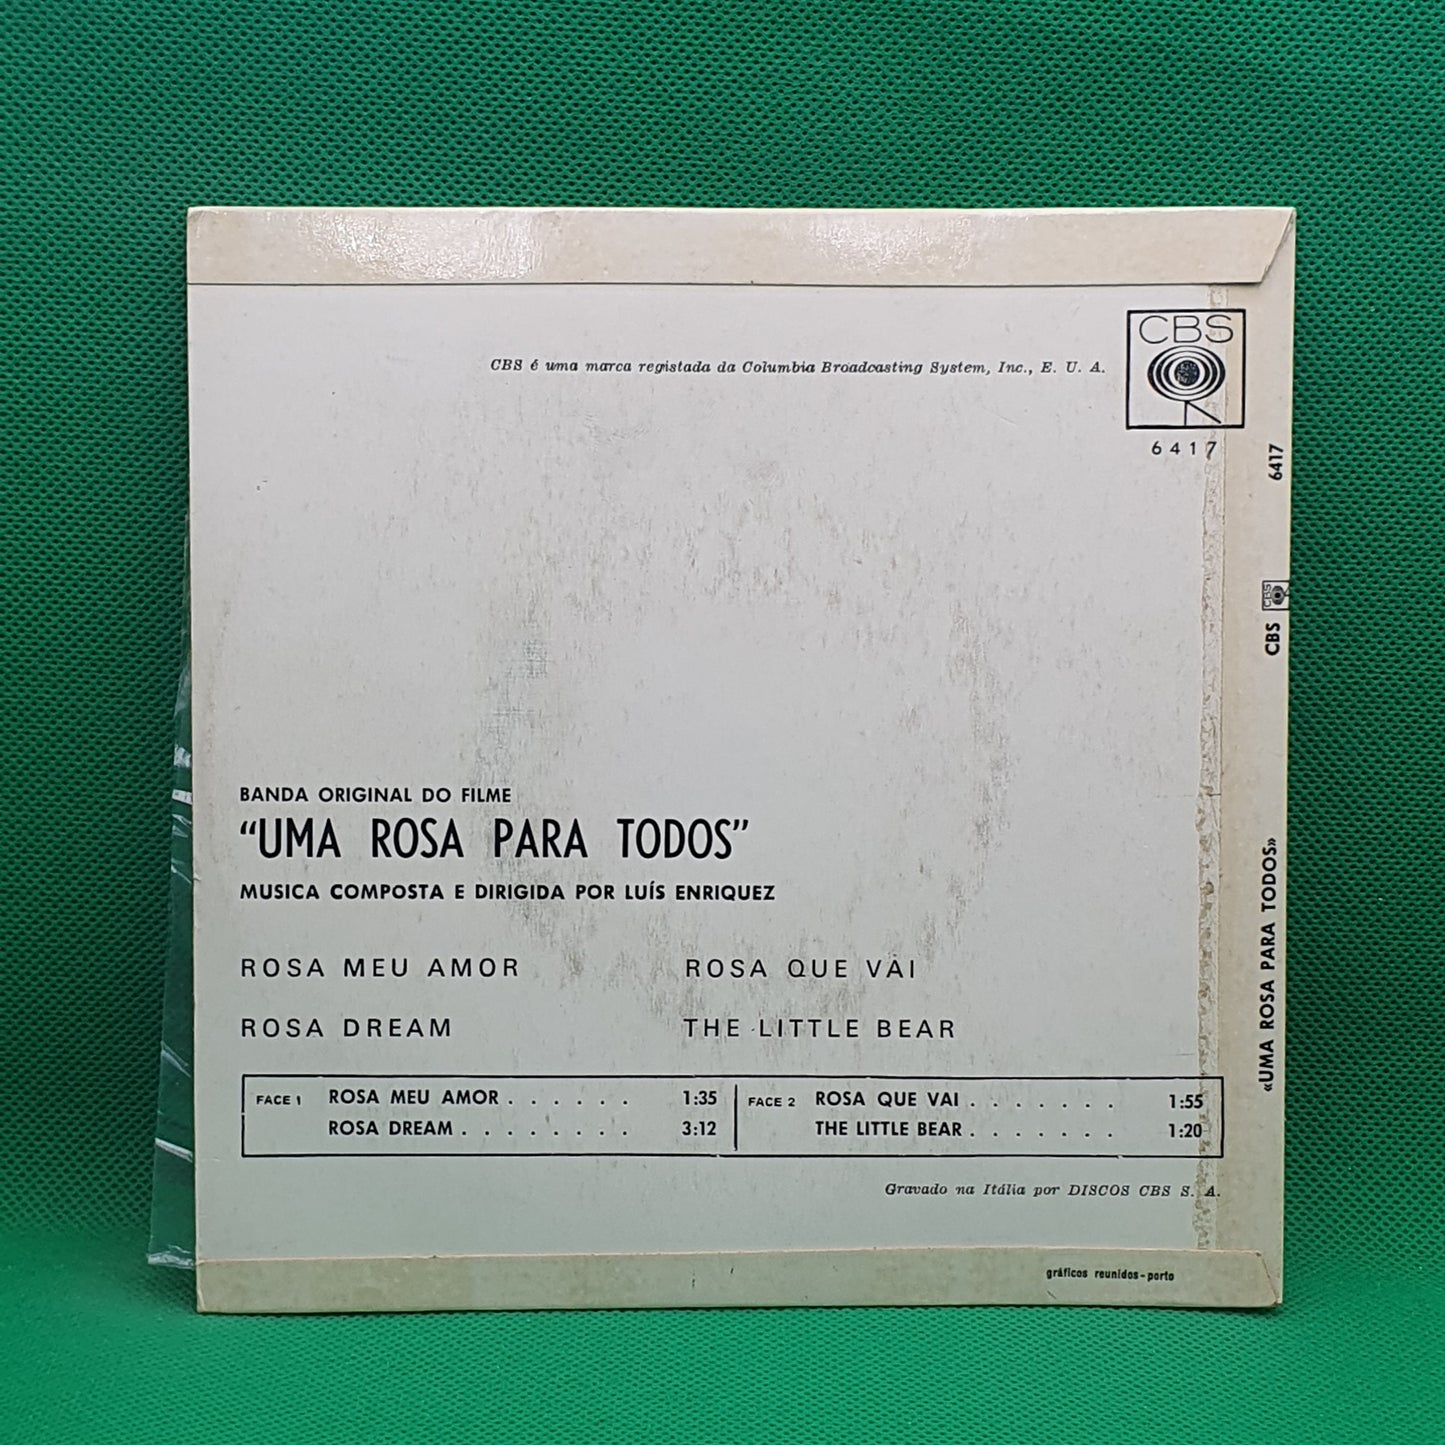 CBS
CBS é uma marca registada da Columbia Broadcasting System, Inc., E. U. A.
6417
BANDA ORIGINAL DO FILME
“UMA ROSA PARA TODOS”
MUSICA COMPOSTA E DIRIGIDA POR LUÍS ENRIQUEZ
ROSA MEU AMOR ROSA QUE VAI
ROSA DREAM THE LITTLE BEAR
FACE 1 ROSA MEU AMOR . . . . . . 1:35 FACE 2 ROSA QUE VAI . . . . . . . 1:55
ROSA DREAM . . . . . . . . 3:12 THE LITTLE BEAR . . . . . . . 1:20
Gravado na Itália por DISCOS CBS S. A.
gráficos reunidos-porto
«UMA ROSA PARA TODOS» CBS CBS 6417